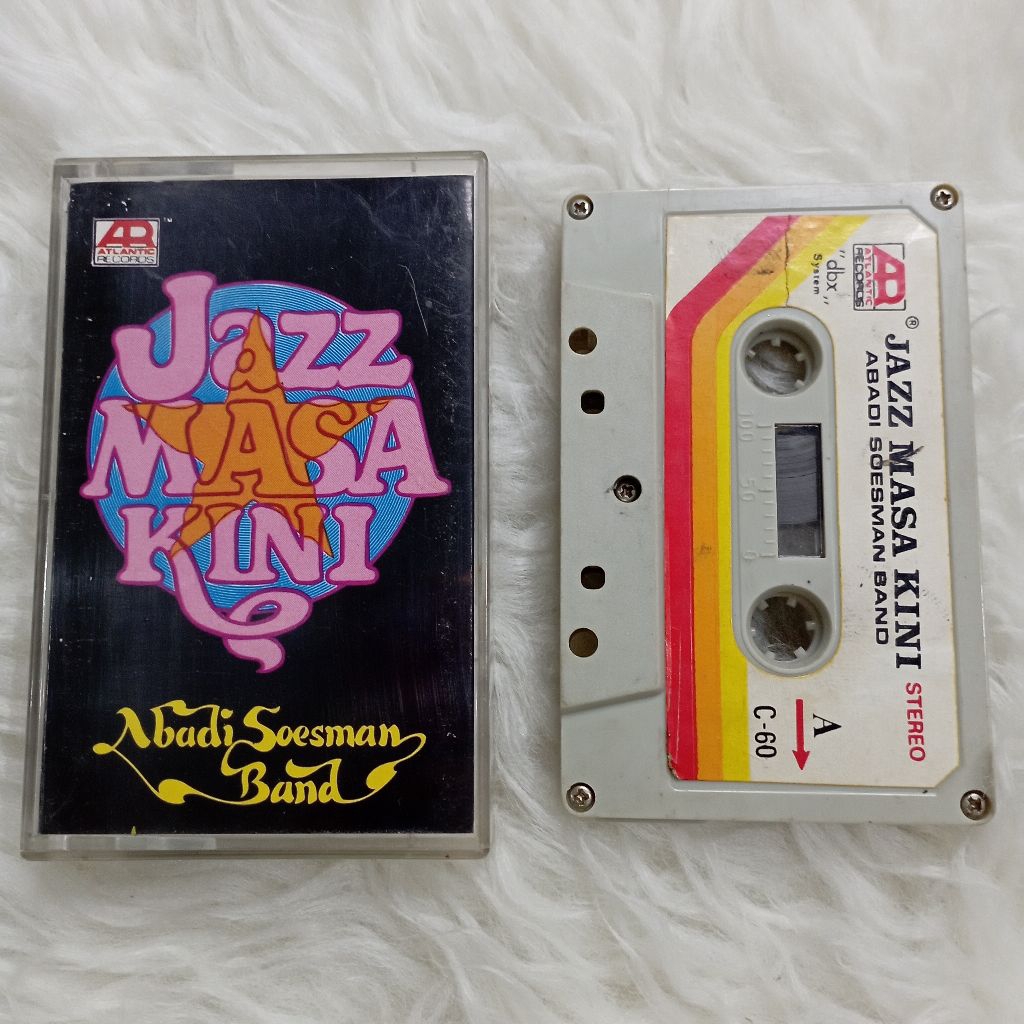 AR
ATLANTIC
RECORDS
TM
Jazz
MASA
KINI
Abadi Soesman
Band
AR
ATLANTIC
RECORDS
®
"dbx"
System
JAZZ MASA KINI
ABADI SOESMAN BAND
STEREO
A
C-60
100 50 0